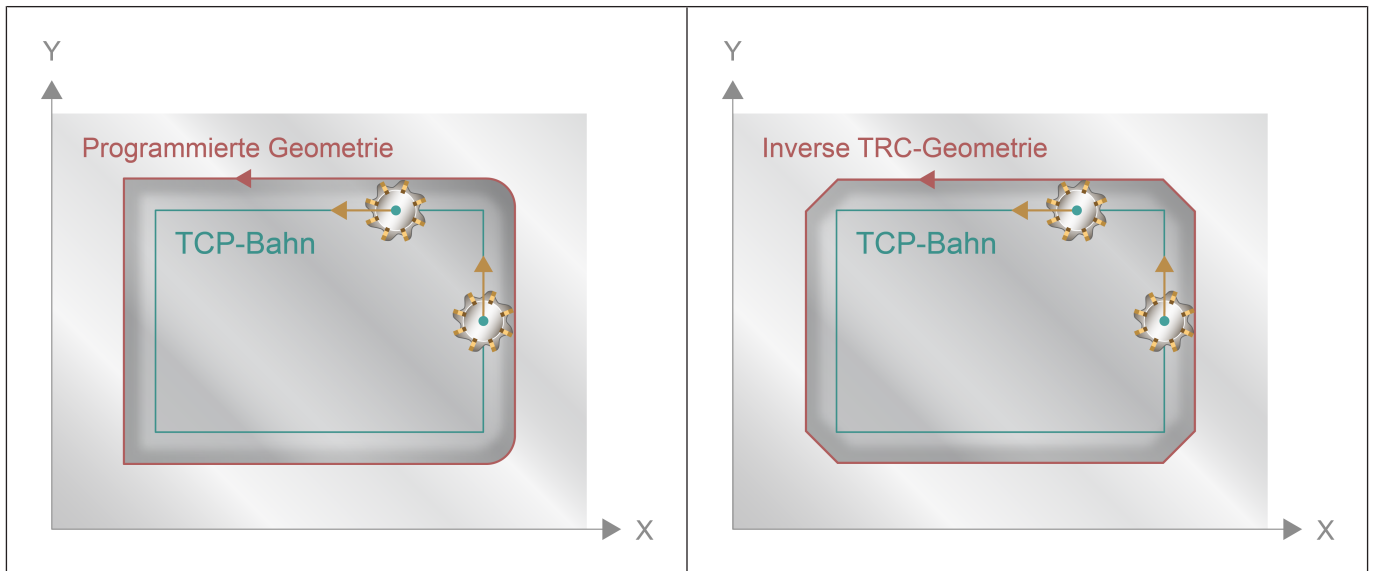 Y
Programmierte Geometrie
TCP-Bahn
X
Y
Inverse TRC-Geometrie
TCP-Bahn
X